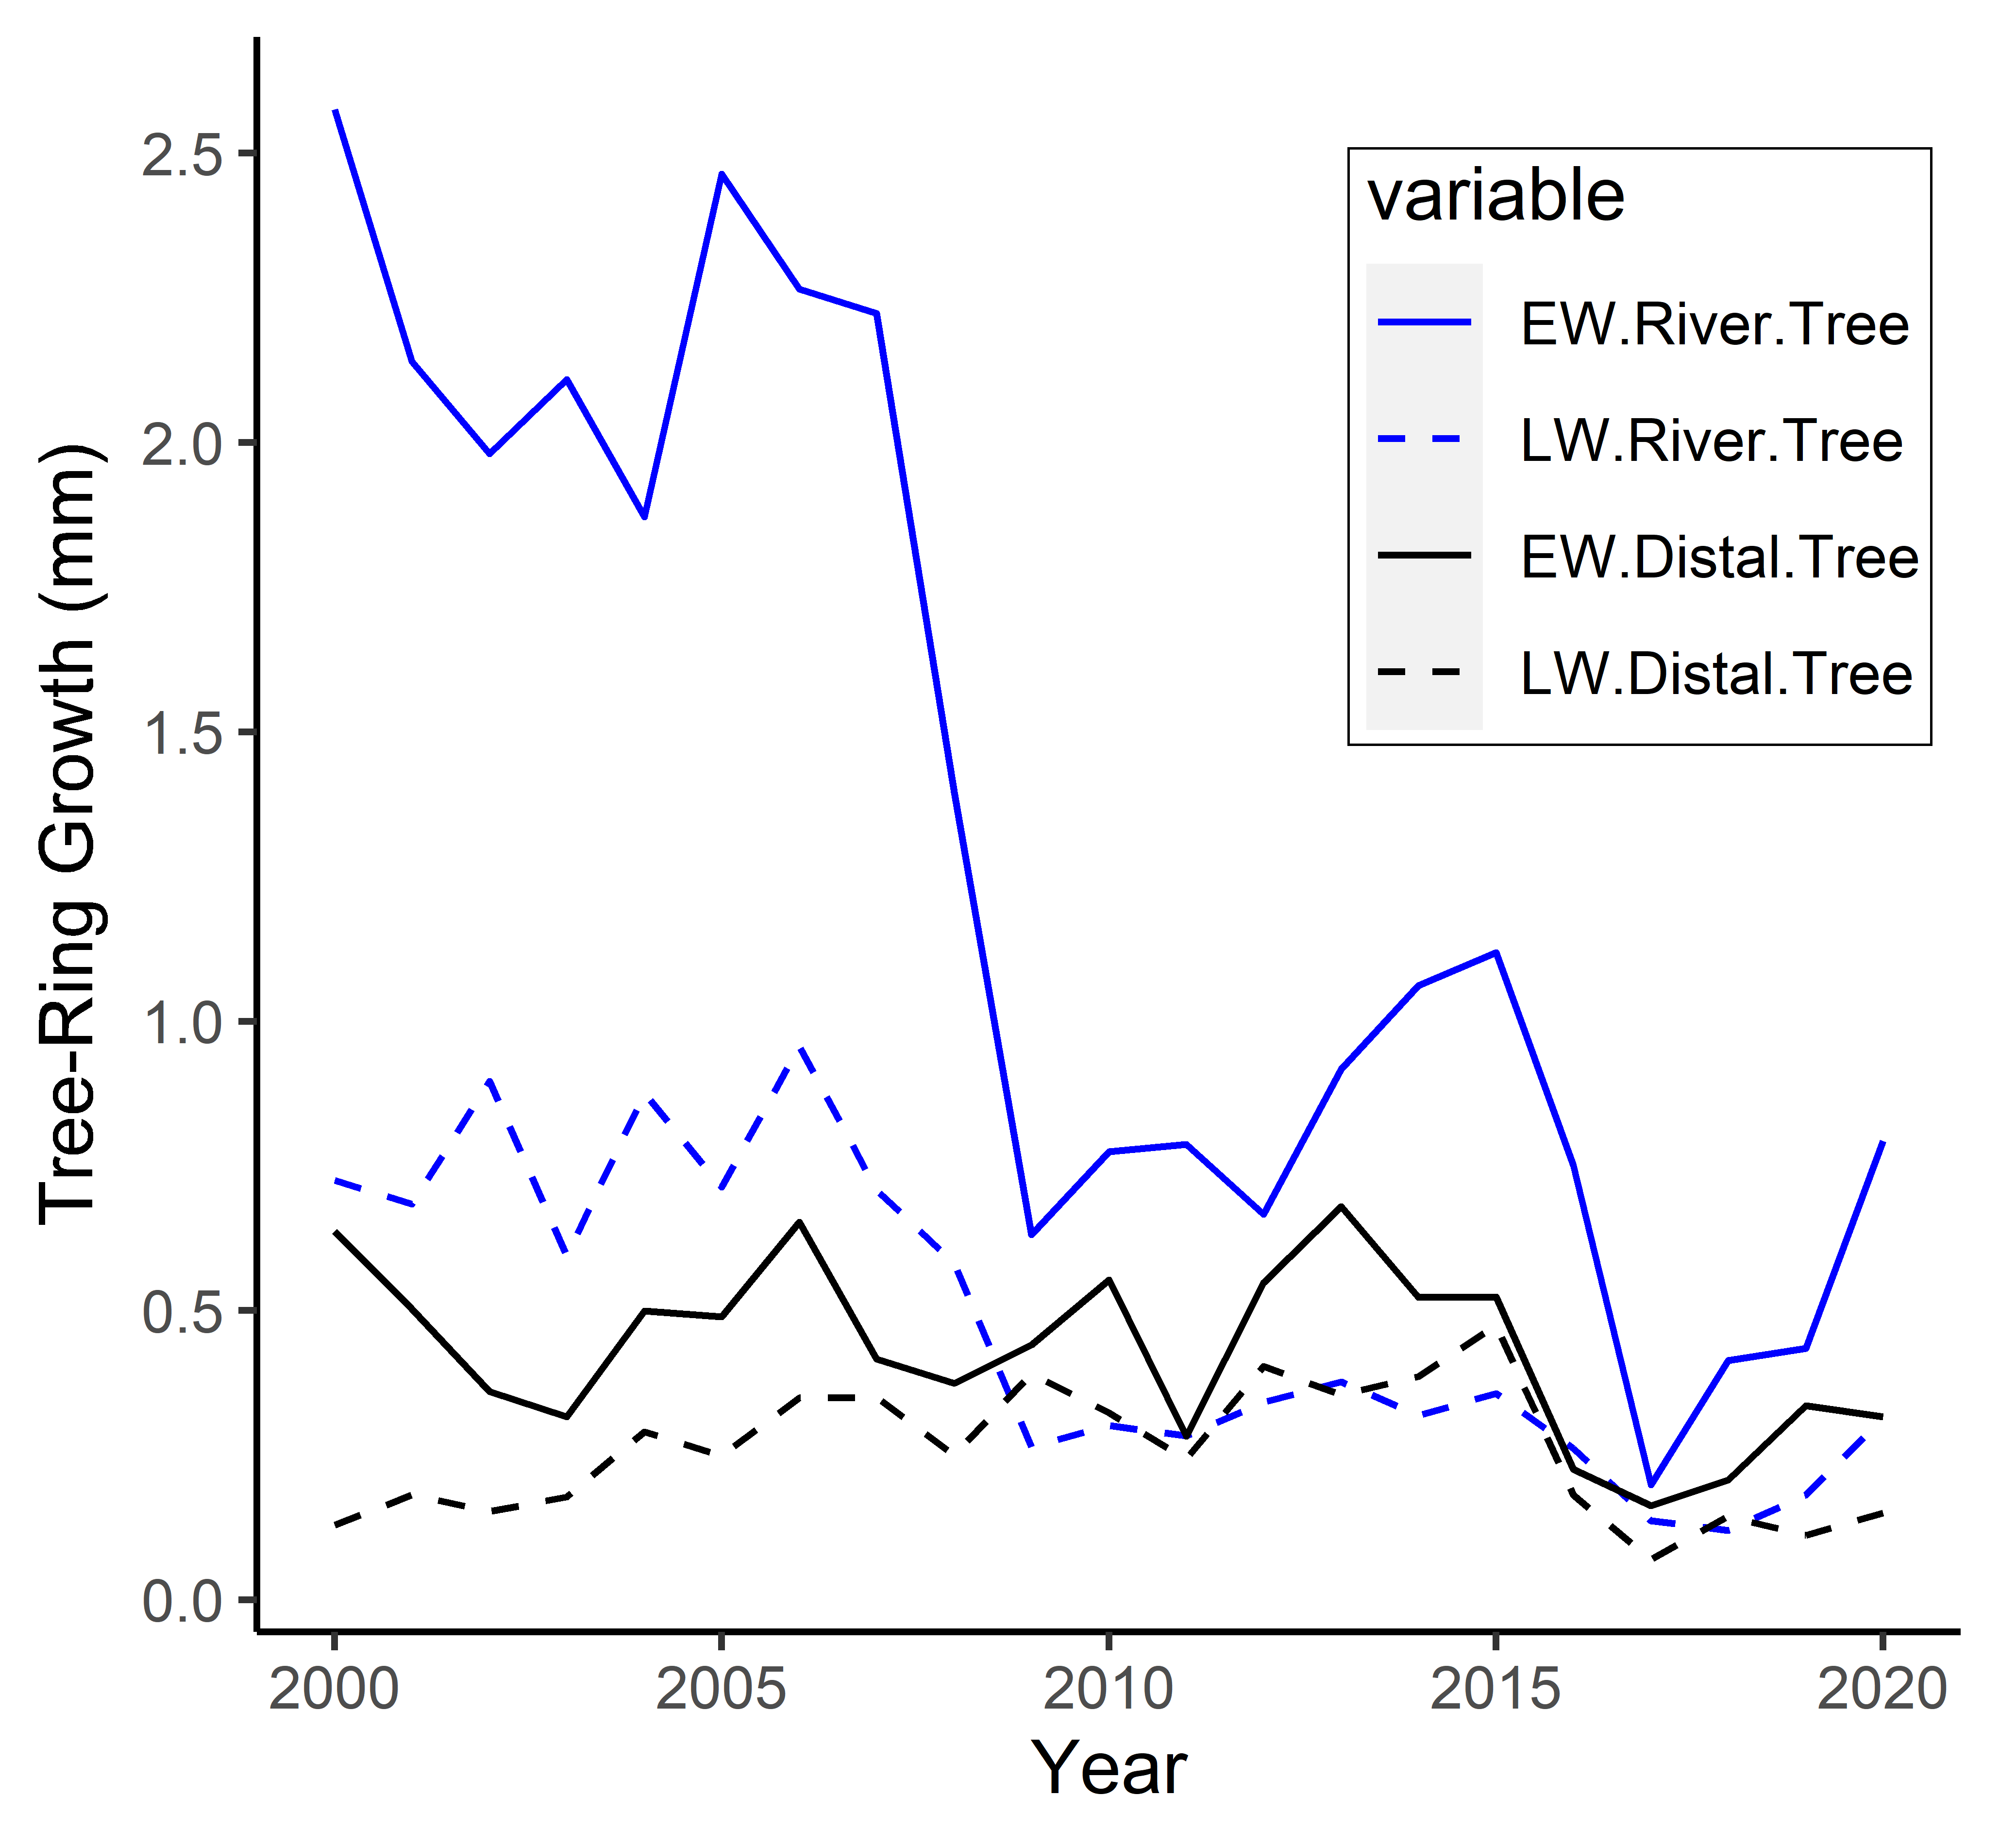 Tree-Ring Growth (mm)
2.5
2.0
1.5
1.0
0.5
0.0
variable
EW.River.Tree
LW.River.Tree
EW.Distal.Tree
LW.Distal.Tree
2000 2005 2010 2015 2020
Year